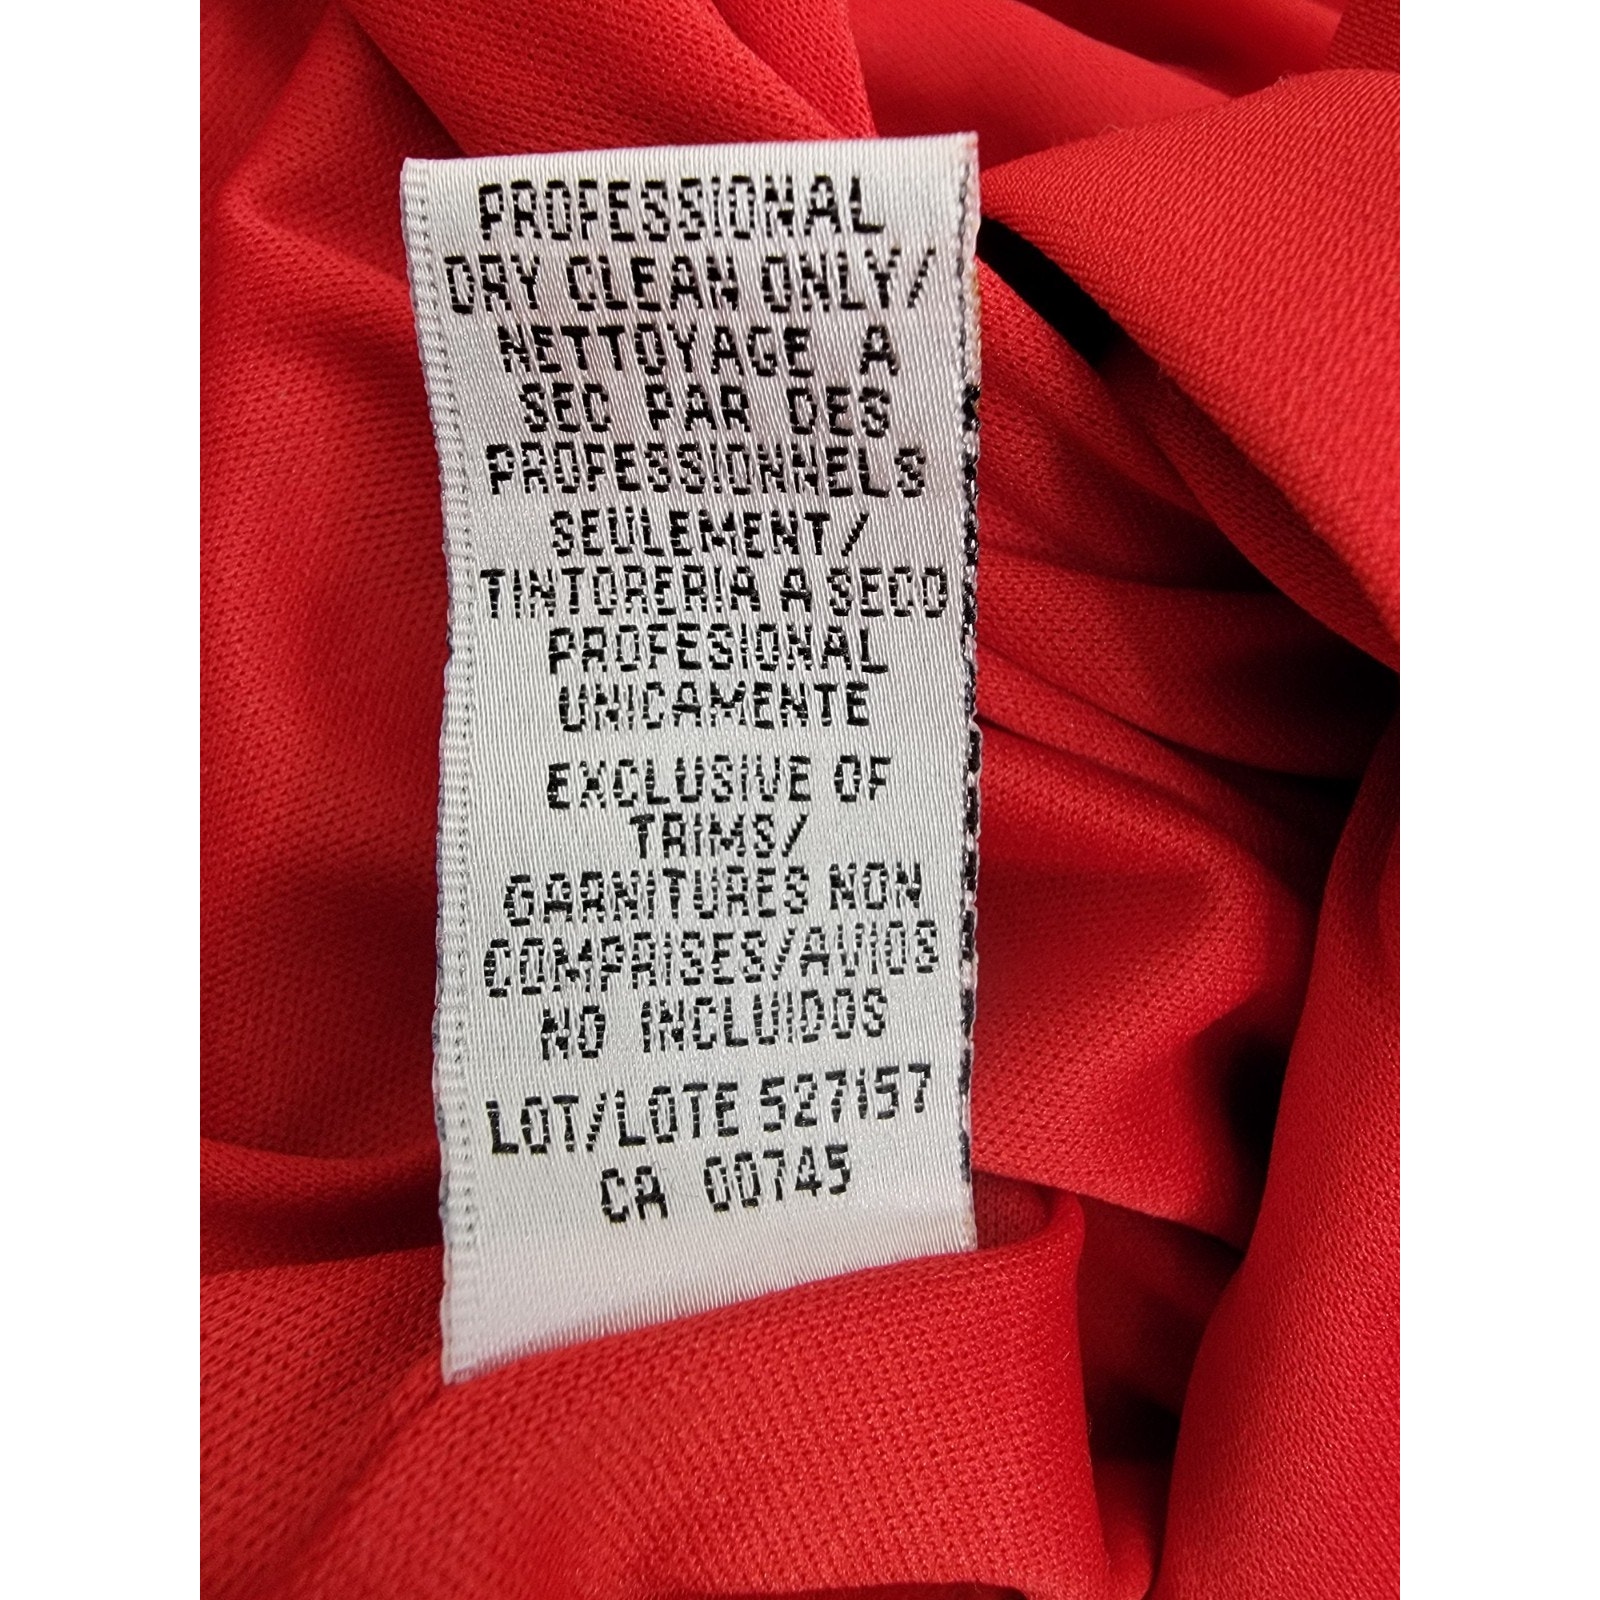 PROFESSIONAL
DRY CLEAN ONLY/
NETTOYAGE A
SEC PAR DES
PROFESSIONNELS
SEULEMENT/
TINTORERIA A SECO
PROFESIONAL
UNICAMENTE
EXCLUSIVE OF
TRIMS/
GARNITURES NON
COMPRISES/AVIOS
NO INCLUIDOS
LOT/LOTE 527157
CA 00745